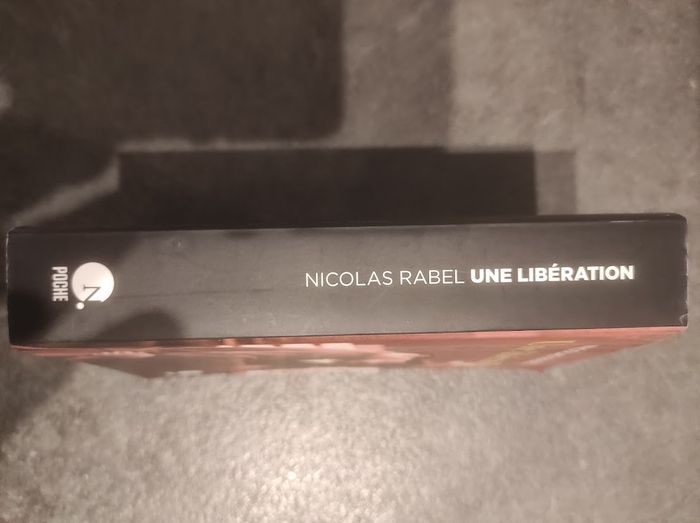 NICOLAS RABEL UNE LIBÉRATION
N.
POCHE